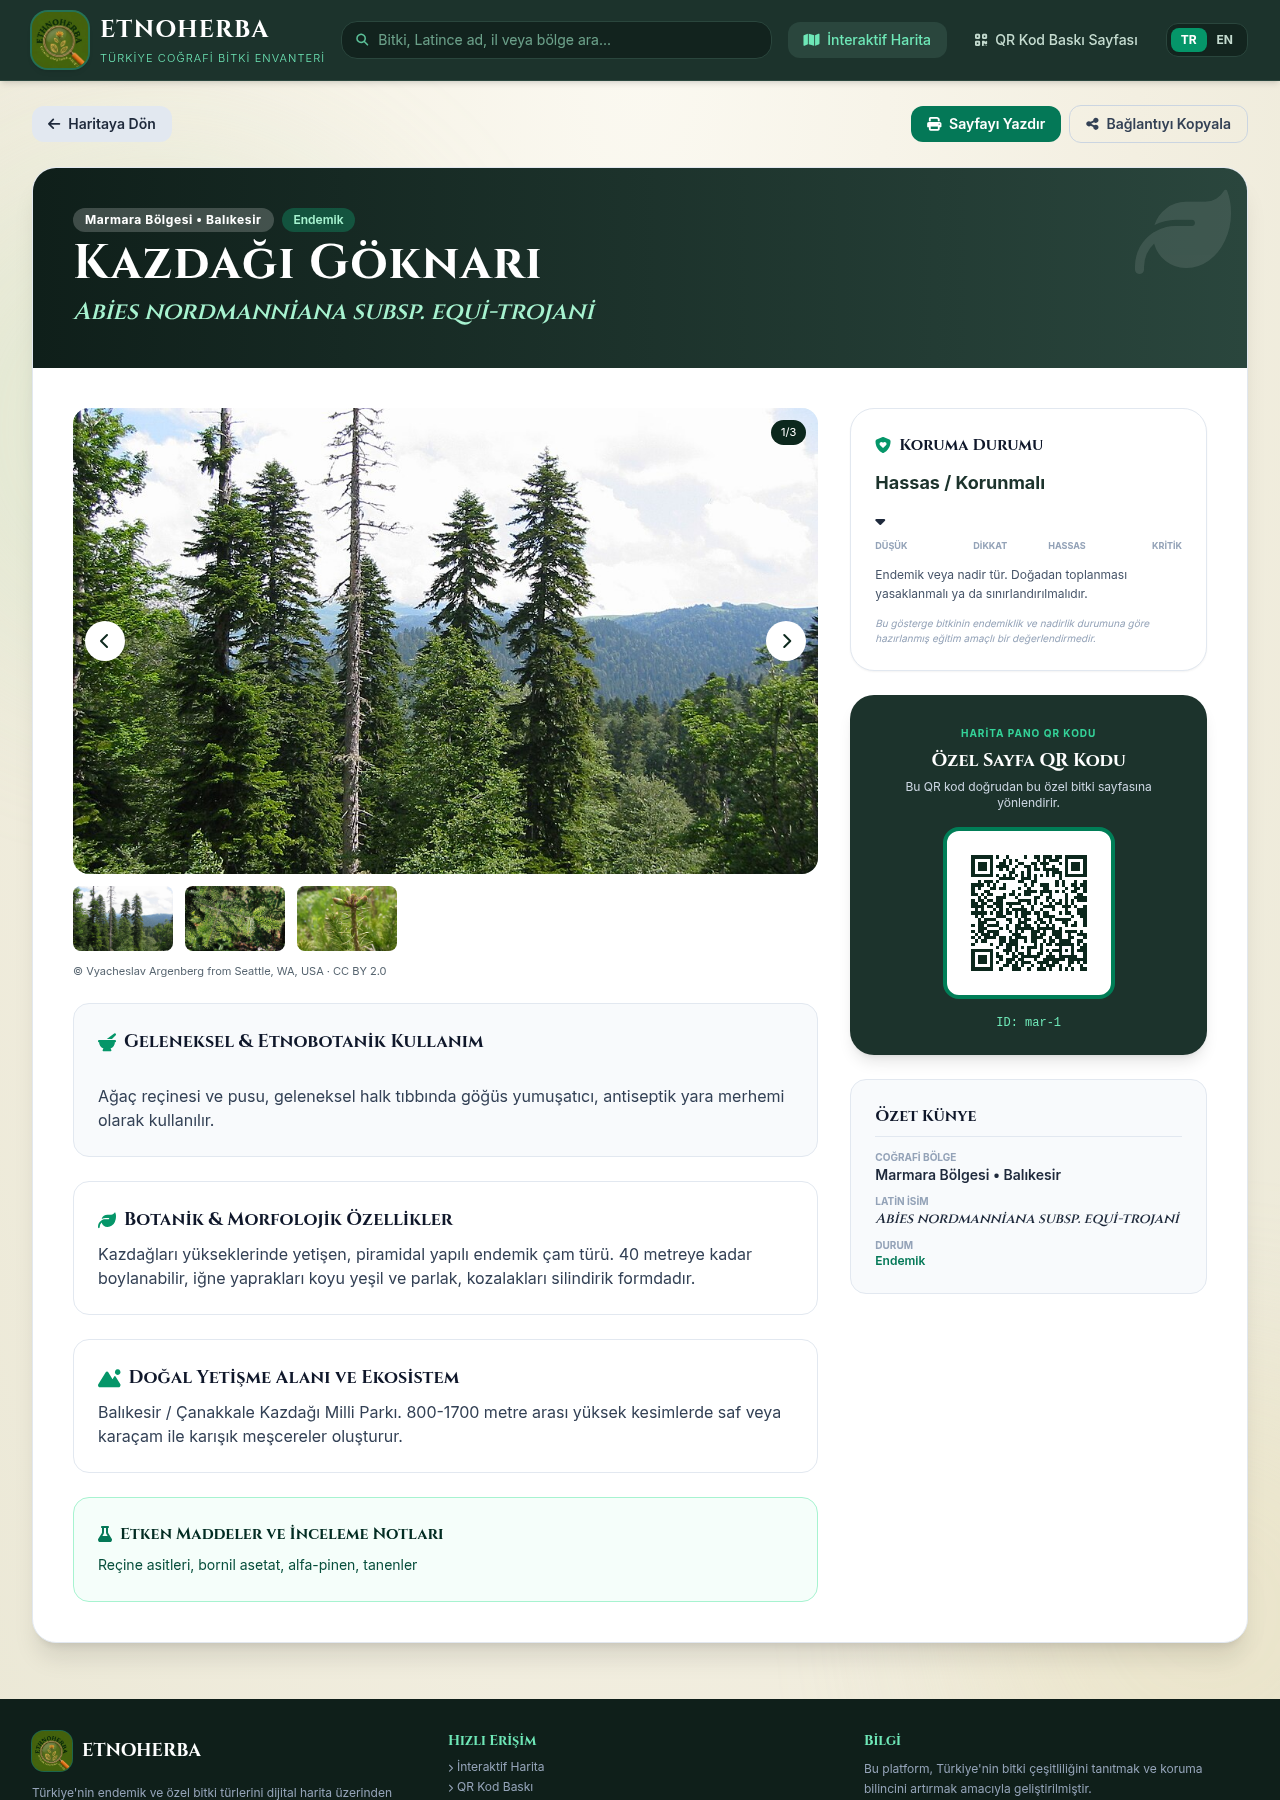 ETNOHERBA
TÜRKİYE COĞRAFİ BİTKİ ENVANTERİ
Bitki, Latince ad, il veya bölge ara...
İnteraktif Harita
QR Kod Baskı Sayfası
TR
EN
Haritaya Dön
Sayfayı Yazdır
Bağlantıyı Kopyala
Marmara Bölgesi • Balıkesir
Endemik
Kazdağı Göknarı
Abies nordmanniana subsp. equi-trojani
1/3
© Vyacheslav Argenberg from Seattle, WA, USA · CC BY 2.0
Geleneksel & Etnobotanik Kullanım
Ağaç reçinesi ve pusu, geleneksel halk tıbbında göğüs yumuşatıcı, antiseptik yara merhemi
olarak kullanılır.
Botanik & Morfolojik Özellikler
Kazdağları yükseklerinde yetişen, piramidal yapılı endemik çam türü. 40 metreye kadar
boylanabilir, iğne yaprakları koyu yeşil ve parlak, kozalakları silindirik formdadır.
Doğal Yetişme Alanı ve Ekosistem
Balıkesir / Çanakkale Kazdağı Milli Parkı. 800-1700 metre arası yüksek kesimlerde saf veya
karaçam ile karışık meşcereler oluşturur.
Etken Maddeler ve İnceleme Notları
Reçine asitleri, bornil asetat, alfa-pinen, tanenler
Koruma Durumu
Hassas / Korunmalı
DÜŞÜK
DİKKAT
HASSAS
KRİTİK
Endemik veya nadir tür. Doğadan toplanması
yasaklanmalı ya da sınırlandırılmalıdır.
Bu gösterge bitkinin endemiklik ve nadirlik durumuna göre
hazırlanmış eğitim amaçlı bir değerlendirmedir.
HARİTA PANO QR KODU
Özel Sayfa QR Kodu
Bu QR kod doğrudan bu özel bitki sayfasına
yönlendirir.
ID: mar-1
Özet Künye
COĞRAFİ BÖLGE
Marmara Bölgesi • Balıkesir
LATİN İSİM
Abies nordmanniana subsp. equi-trojani
DURUM
Endemik
ETNOHERBA
Türkiye'nin endemik ve özel bitki türlerini dijital harita üzerinden
Hızlı Erişim
İnteraktif Harita
QR Kod Baskı
Bilgi
Bu platform, Türkiye'nin bitki çeşitliliğini tanıtmak ve koruma
bilincini artırmak amacıyla geliştirilmiştir.